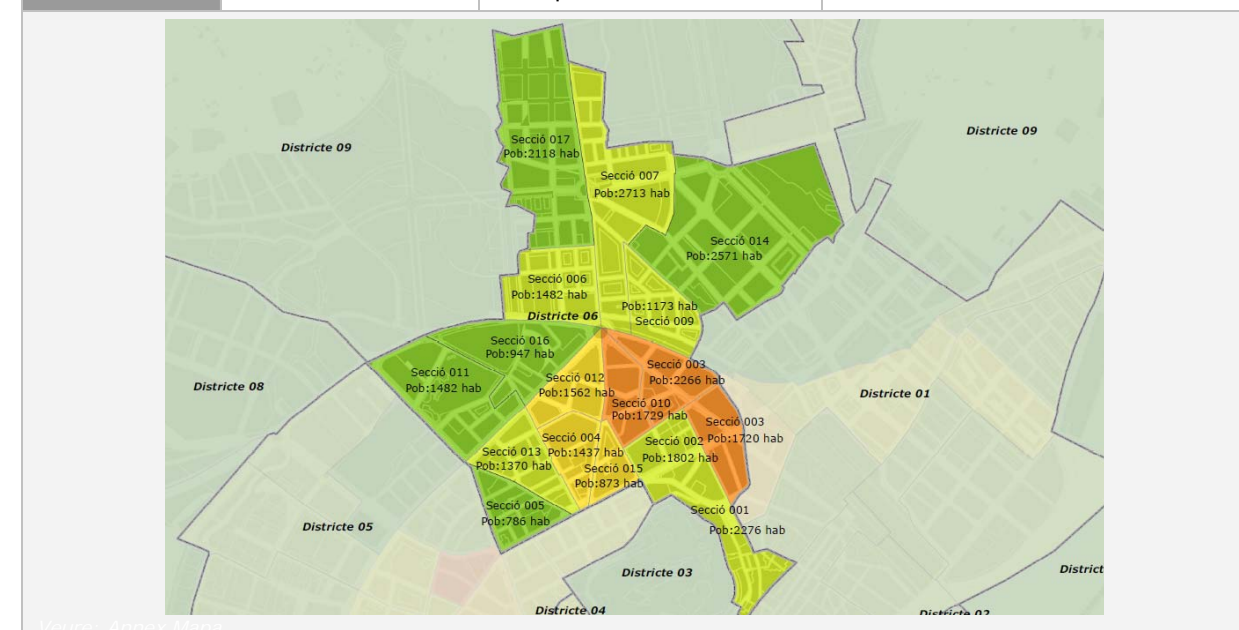 Districte 09
Districte 09
Secció 017
Pob:2118 hab
Secció 007
Pob:2713 hab
Secció 014
Pob:2571 hab
Secció 006
Pob:1482 hab
Pob:1173 hab
Secció 009
Districte 06
Secció 016
Pob:947 hab
Secció 011
Pob:1482 hab
Secció 012
Pob:1562 hab
Secció 003
Pob:2266 hab
Districte 08
Districte 01
Secció 010
Pob:1729 hab
Secció 003
Pob:1720 hab
Secció 004
Pob:1437 hab
Secció 002
Pob:1802 hab
Secció 013
Pob:1370 hab
Secció 015
Pob:873 hab
Secció 005
Pob:786 hab
Secció 001
Pob:2276 hab
Districte 05
Districte 03
District
Districte 04
Districte 02
Veure: Annex Mapa